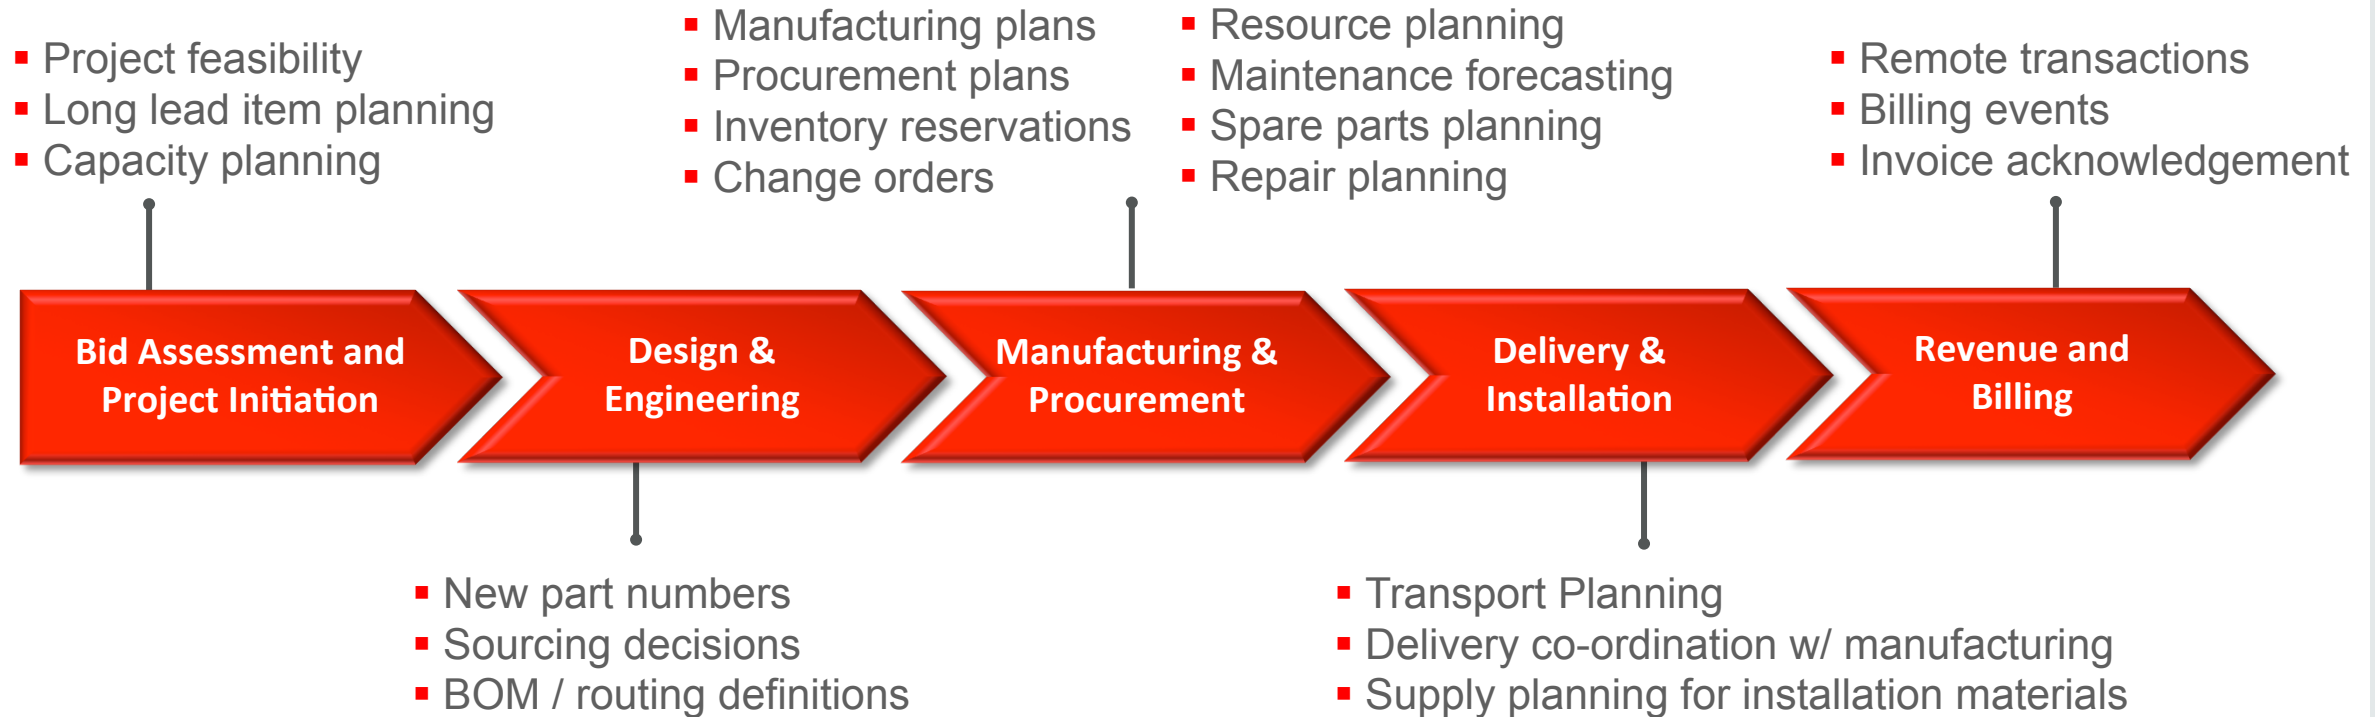 Project feasibility
Long lead item planning
Capacity planning
Manufacturing plans
Procurement plans
Inventory reservations
Change orders
Resource planning
Maintenance forecasting
Spare parts planning
Repair planning
Remote transactions
Billing events
Invoice acknowledgement
Bid Assessment and
Project Initiation
Design &
Engineering
Manufacturing &
Procurement
Delivery &
Installation
Revenue and
Billing
New part numbers
Sourcing decisions
BOM / routing definitions
Transport Planning
Delivery co-ordination w/ manufacturing
Supply planning for installation materials